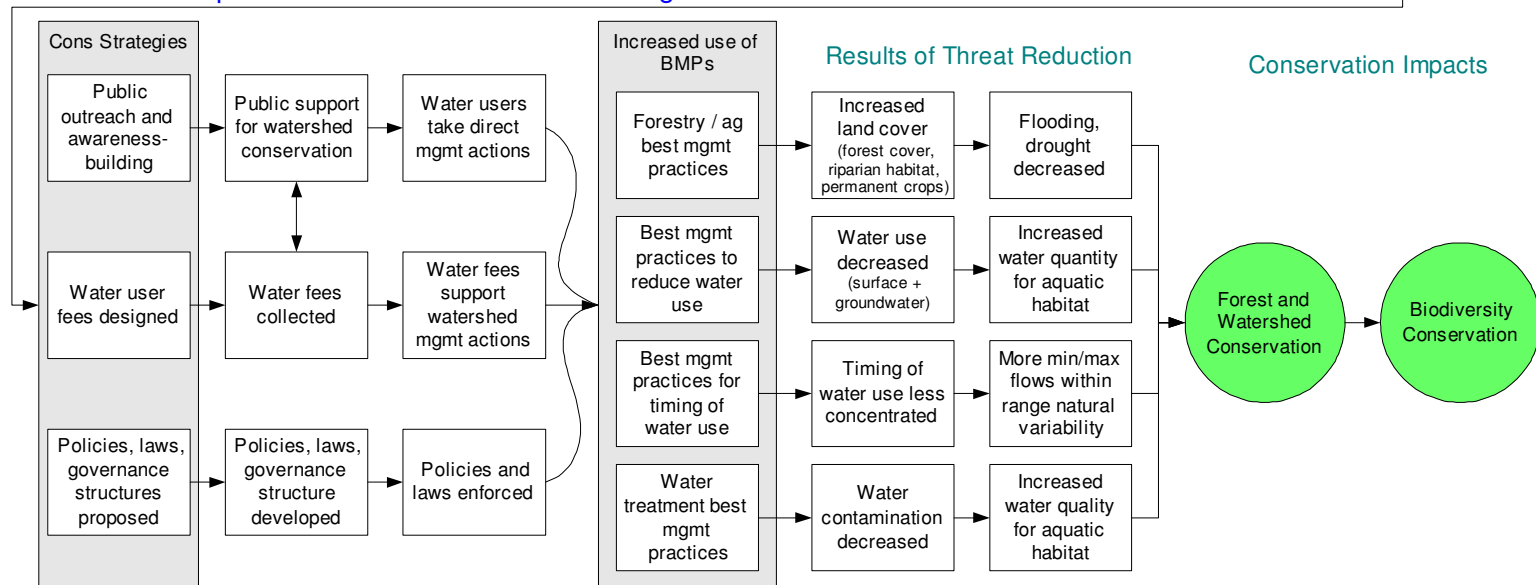 Cons Strategies
Public
outreach and
awareness-
building
Public support
for watershed
conservation
Water users
take direct
mgmt actions
Water user
fees designed
Water fees
collected
Water fees
support
watershed
mgmt actions
Policies, laws,
governance
structures
proposed
Policies, laws,
governance
structure
developed
Policies and
laws enforced
Increased use of
BMPs
Forestry / ag
best mgmt
practices
Best mgmt
practices to
reduce water
use
Best mgmt
practices for
timing of
water use
Water
treatment best
mgmt
practices
Results of Threat Reduction
Increased
land cover
(forest cover,
riparian habitat,
permanent crops)
Flooding,
drought
decreased
Water use
decreased
(surface +
groundwater)
Increased
water quantity
for aquatic
habitat
Timing of
water use less
concentrated
More min/max
flows within
range natural
variability
Water
contamination
decreased
Increased
water quality
for aquatic
habitat
Conservation Impacts
Forest and
Watershed
Conservation
Biodiversity
Conservation